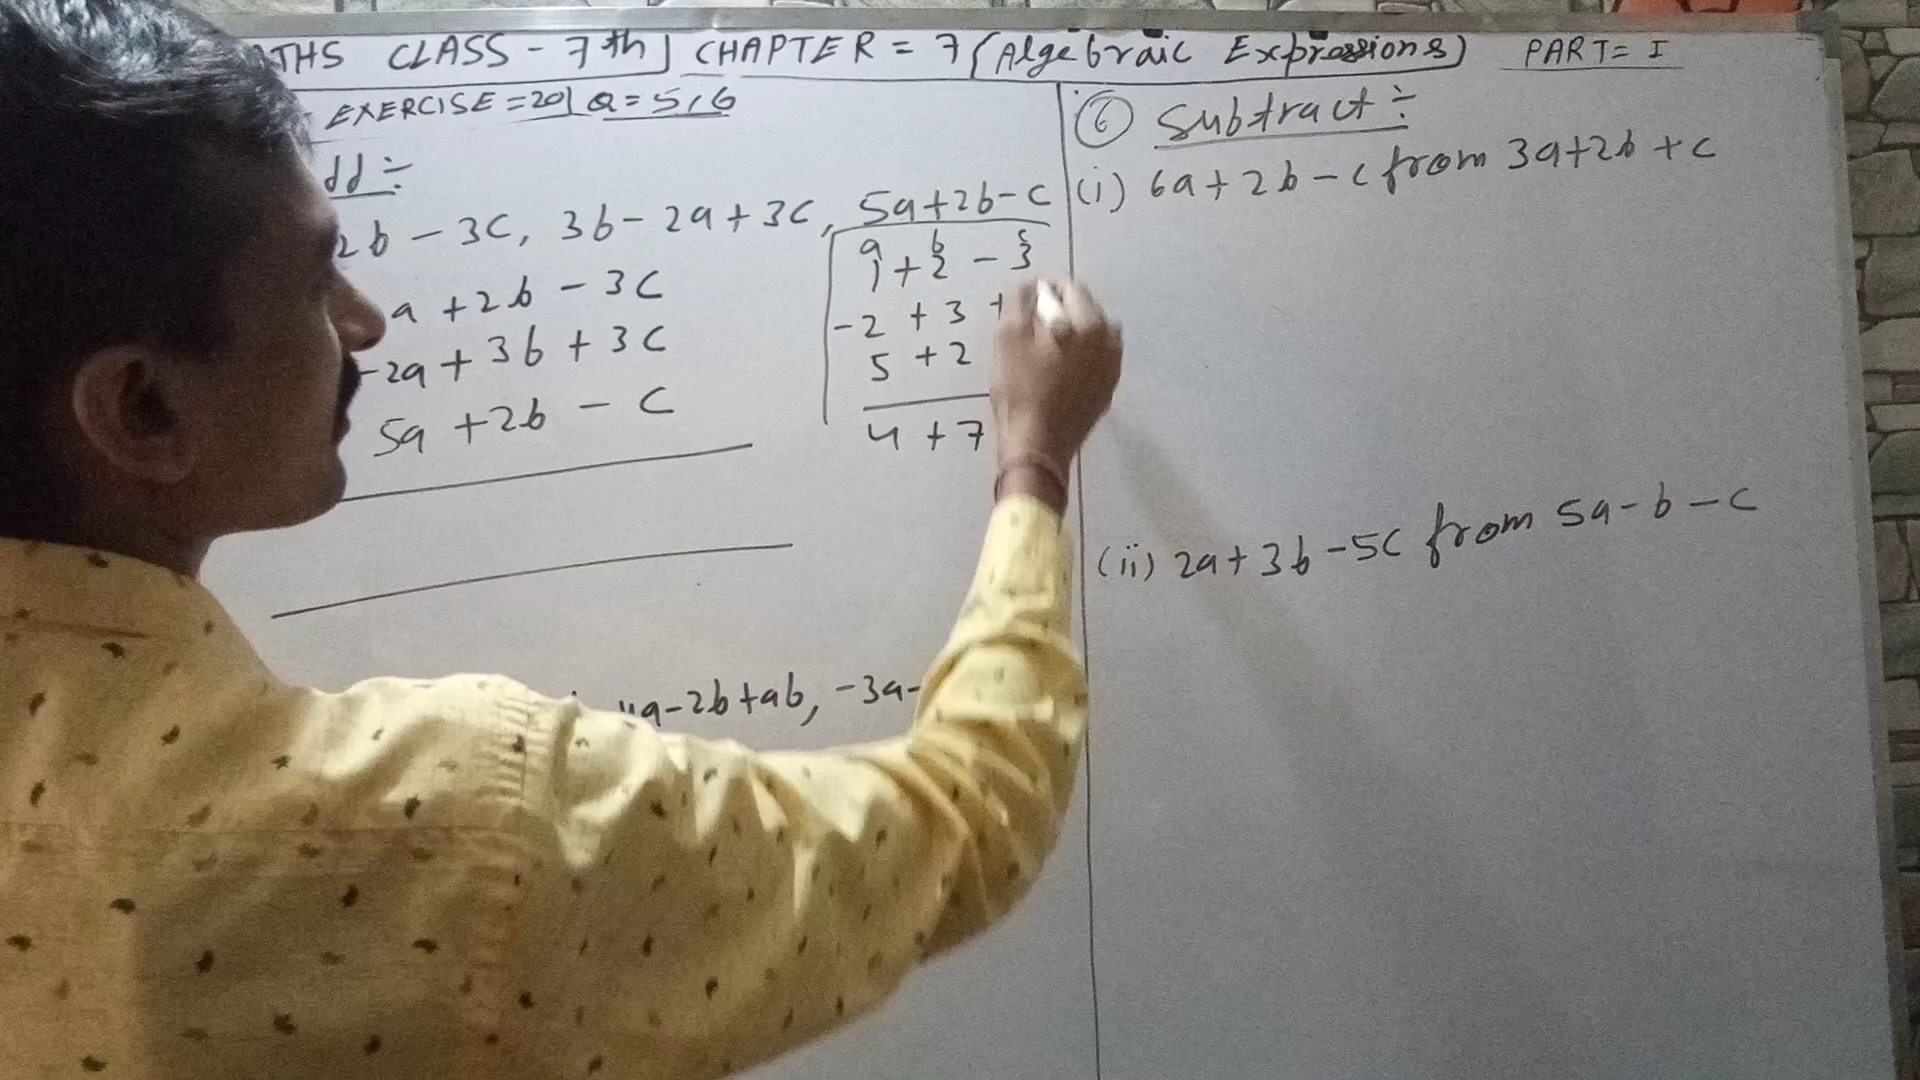 ATHS CLASS - 7th] CHAPTER = 7 (Algebraic Expressions) PART = I
EXERCISE = 20] Q = 5,6
dd ÷
2b - 3c, 3b - 2a + 3c, 5a + 2b - c
a + 2b - 3c
-2a + 3b + 3c
5a + 2b - c
a b c
1 + 2 - 3
-2 + 3 +
5 + 2
4 + 7
4a - 2b + ab, -3a -
(6) Subtract ÷
(i) 6a + 2b - c from 3a + 2b + c
(ii) 2a + 3b - 5c from 5a - b - c